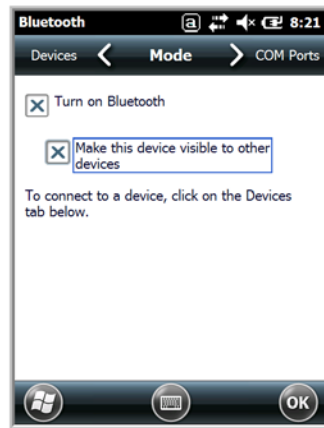 Bluetooth a 8:21
Devices Mode COM Ports
Turn on Bluetooth
Make this device visible to other
devices
To connect to a device, click on the Devices
tab below.
OK